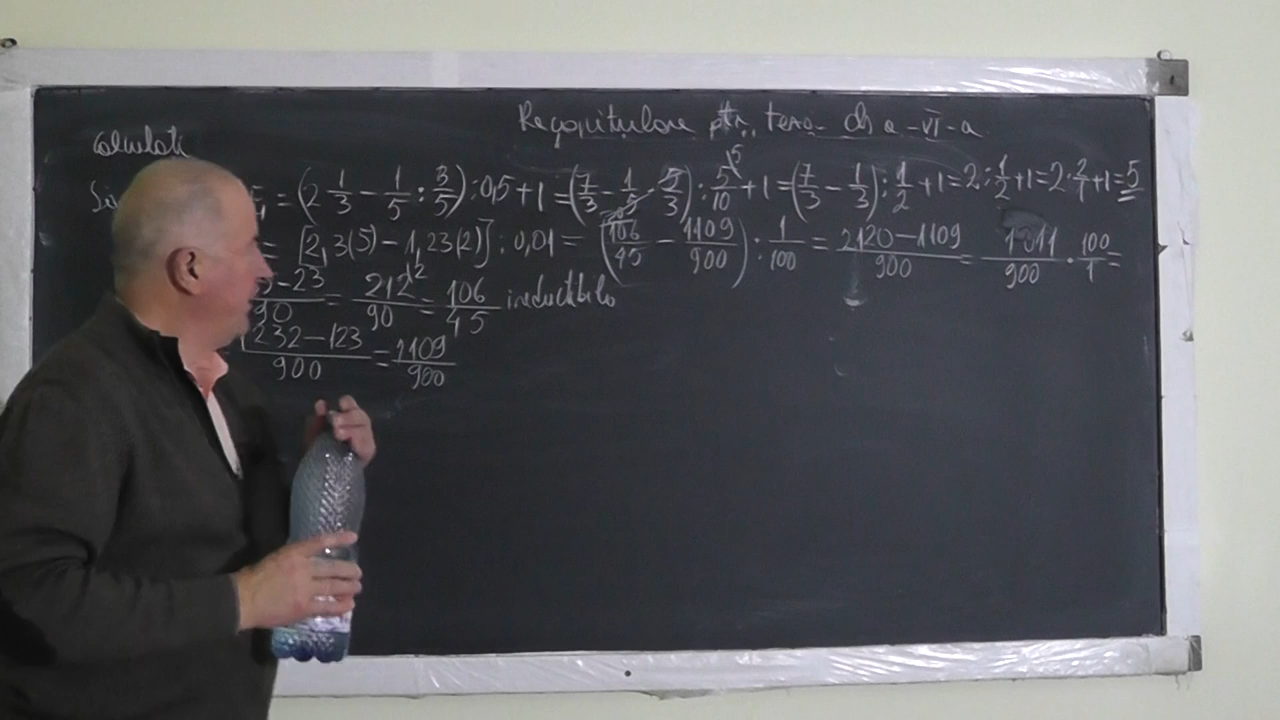 Recapitulare ptr. teza cls a-VI-a
Calculati
= (2 1/3 - 1/5 : 3/5) : 0,5 + 1 = (7/3 - 1/5 · 5/3) : 5/10 + 1 = (7/3 - 1/3) : 1/2 + 1 = 2 : 1/2 + 1 = 2 · 2/1 + 1 = 5
= [2,3(5) - 1,23(2)] : 0,01 = (106/45 - 1109/900) : 1/100 = 2120-1109/900 = 1011/900 · 100/1 =
-23/90 = 212/90 = 106/45 ireductibila
1232-123/900 = 1109/900